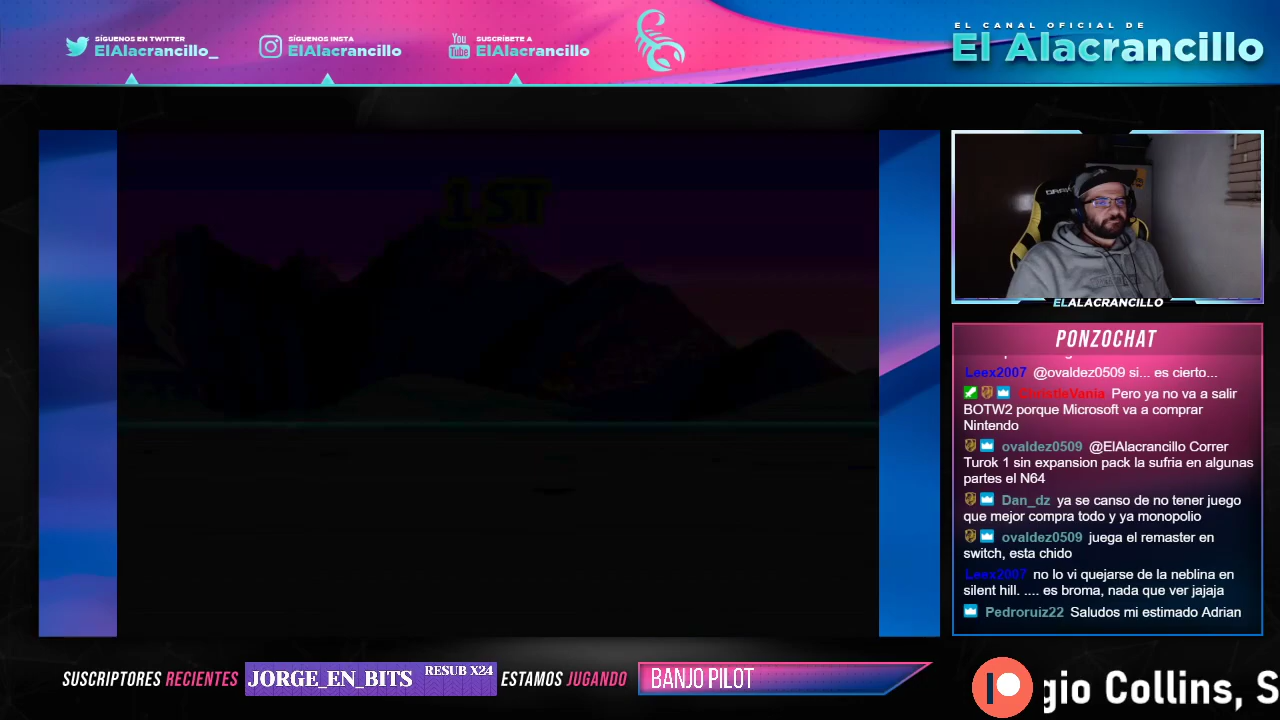 SÍGUENOS EN TWITTER
ElAlacrancillo_
SÍGUENOS INSTA
ElAlacrancillo
You
Tube
SUSCRÍBETE A
ElAlacrancillo
EL CANAL OFICIAL DE
El Alacrancillo
1 ST
ELALACRANCILLO
PONZOCHAT
Leex2007 @ovaldez0509 si... es cierto...
ChristleVania Pero ya no va a salir
BOTW2 porque Microsoft va a comprar
Nintendo
ovaldez0509 @ElAlacrancillo Correr
Turok 1 sin expansion pack la sufria en algunas
partes el N64
Dan_dz ya se canso de no tener juego
que mejor compra todo y ya monopolio
ovaldez0509 juega el remaster en
switch, esta chido
Leex2007 no lo vi quejarse de la neblina en
silent hill. .... es broma, nada que ver jajaja
Pedroruiz22 Saludos mi estimado Adrian
SUSCRIPTORES RECIENTES
JORGE_EN_BITS
RESUB X24
ESTAMOS JUGANDO
BANJO PILOT
gio Collins, S